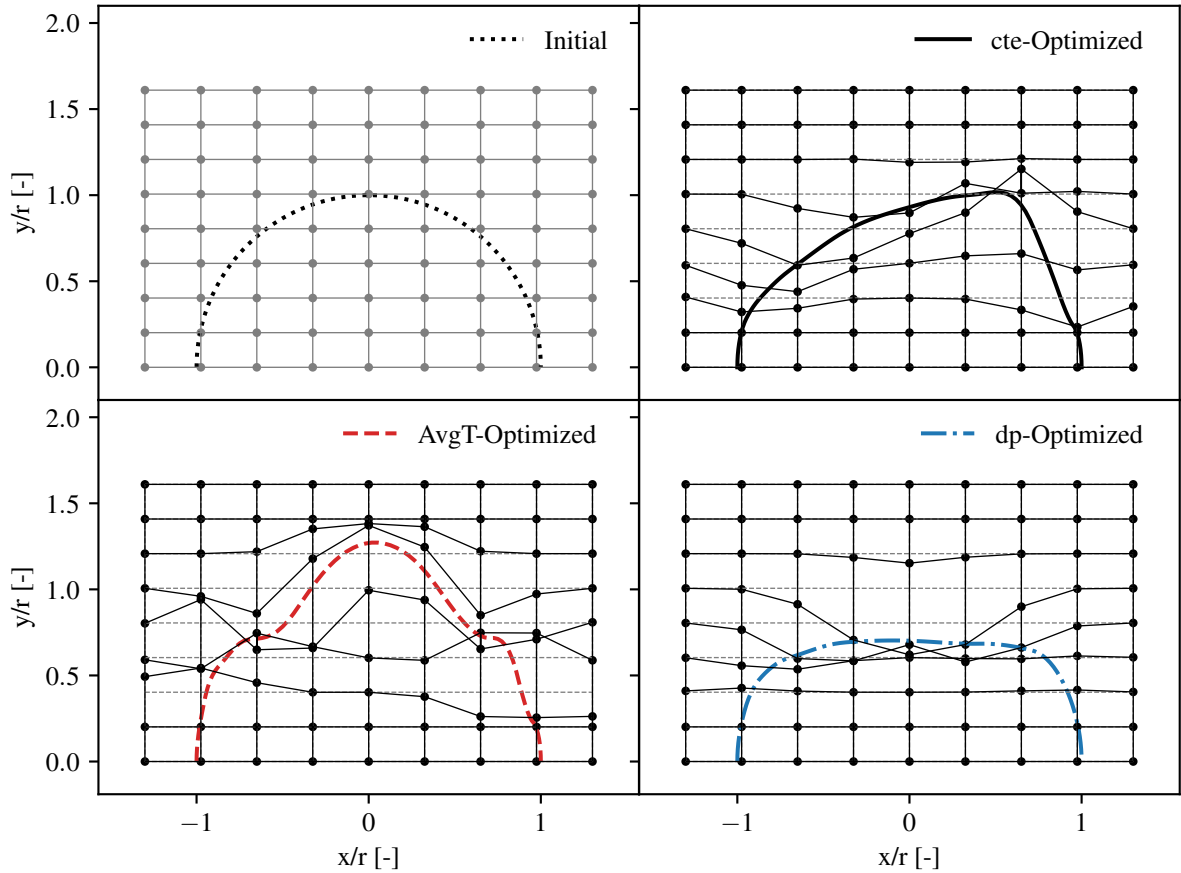 2.0
1.5
1.0
0.5
0.0
y/r [-]
Initial
cte-Optimized
2.0
1.5
1.0
0.5
0.0
y/r [-]
AvgT-Optimized
dp-Optimized
−1
0
1
x/r [-]
−1
0
1
x/r [-]